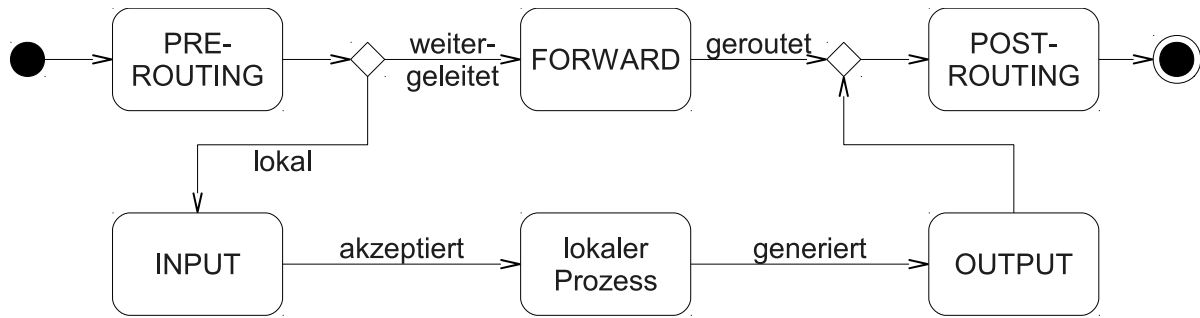 PRE-
ROUTING
weiter-
geleitet
FORWARD
geroutet
POST-
ROUTING
lokal
INPUT
akzeptiert
lokaler
Prozess
generiert
OUTPUT